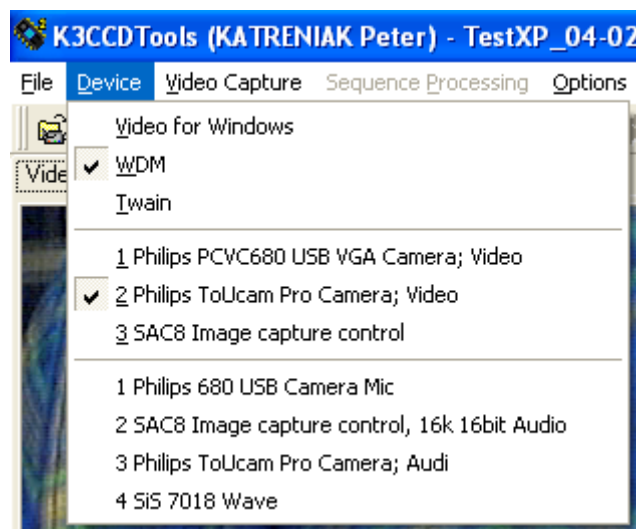 K3CCDTools (KATRENIAK Peter) - TestXP_04-02
File Device Video Capture Sequence Processing Options
Vide
Video for Windows
WDM
Twain
1 Philips PCVC680 USB VGA Camera; Video
2 Philips ToUcam Pro Camera; Video
3 SAC8 Image capture control
1 Philips 680 USB Camera Mic
2 SAC8 Image capture control, 16k 16bit Audio
3 Philips ToUcam Pro Camera; Audi
4 SiS 7018 Wave